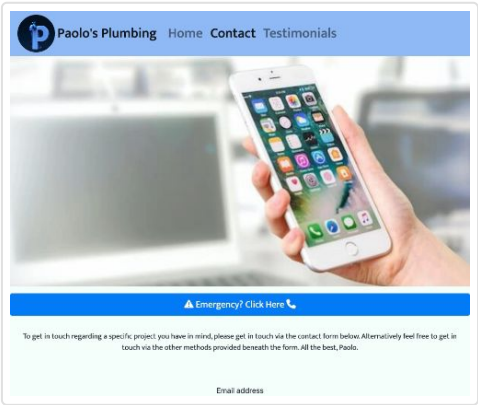 Paolo's Plumbing Home Contact Testimonials
Emergency? Click Here
To get in touch regarding a specific project you have in mind, please get in touch via the contact form below. Alternatively feel free to get in
touch via the other methods provided beneath the form. All the best, Paolo.
Email address